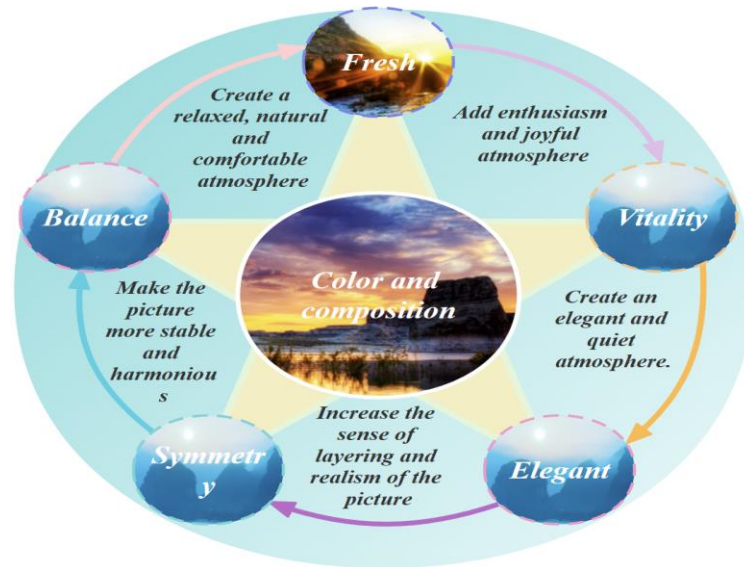 Fresh*
Create a
relaxed, natural
and
comfortable
atmosphere
Add enthusiasm
and joyful
atmosphere
Balance
Vitality
Color and
composition
Make the
picture
more stable
and
harmoniou
s
Create an
elegant and
quiet
atmosphere.
Increase the
sense of
layering and
realism of the
picture
Symmetr
y
Elegant